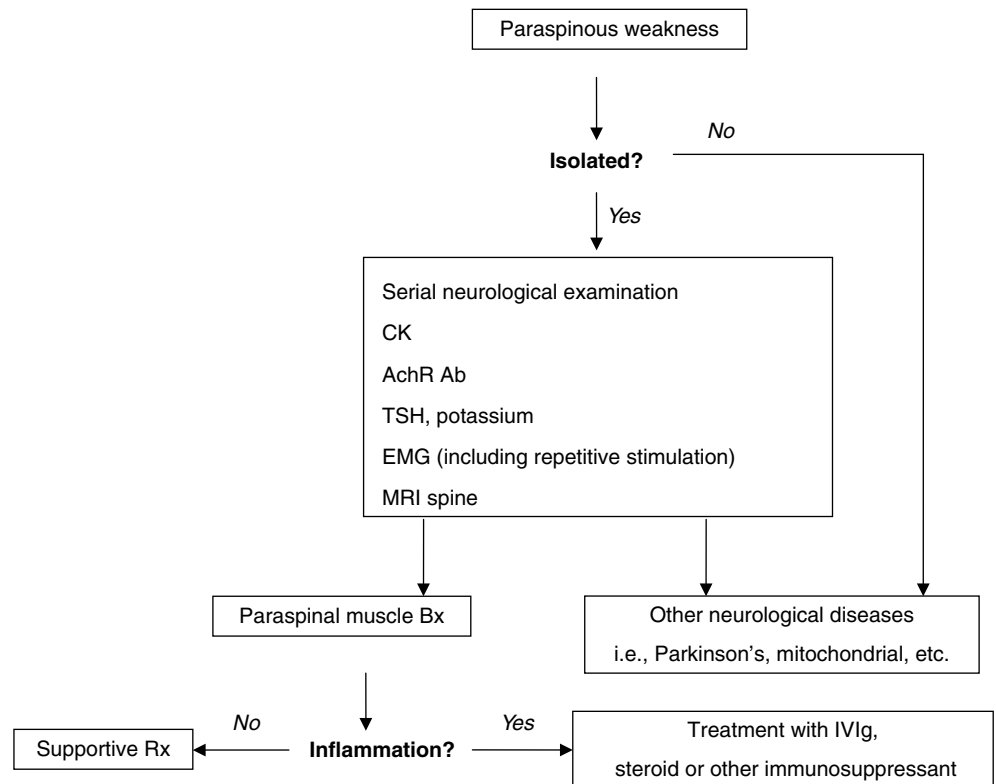 Paraspinous weakness
No
Isolated?
Yes
Serial neurological examination
CK
AchR Ab
TSH, potassium
EMG (including repetitive stimulation)
MRI spine
Paraspinal muscle Bx
Other neurological diseases
i.e., Parkinson’s, mitochondrial, etc.
No
Yes
Supportive Rx
Inflammation?
Treatment with IVIg,
steroid or other immunosuppressant